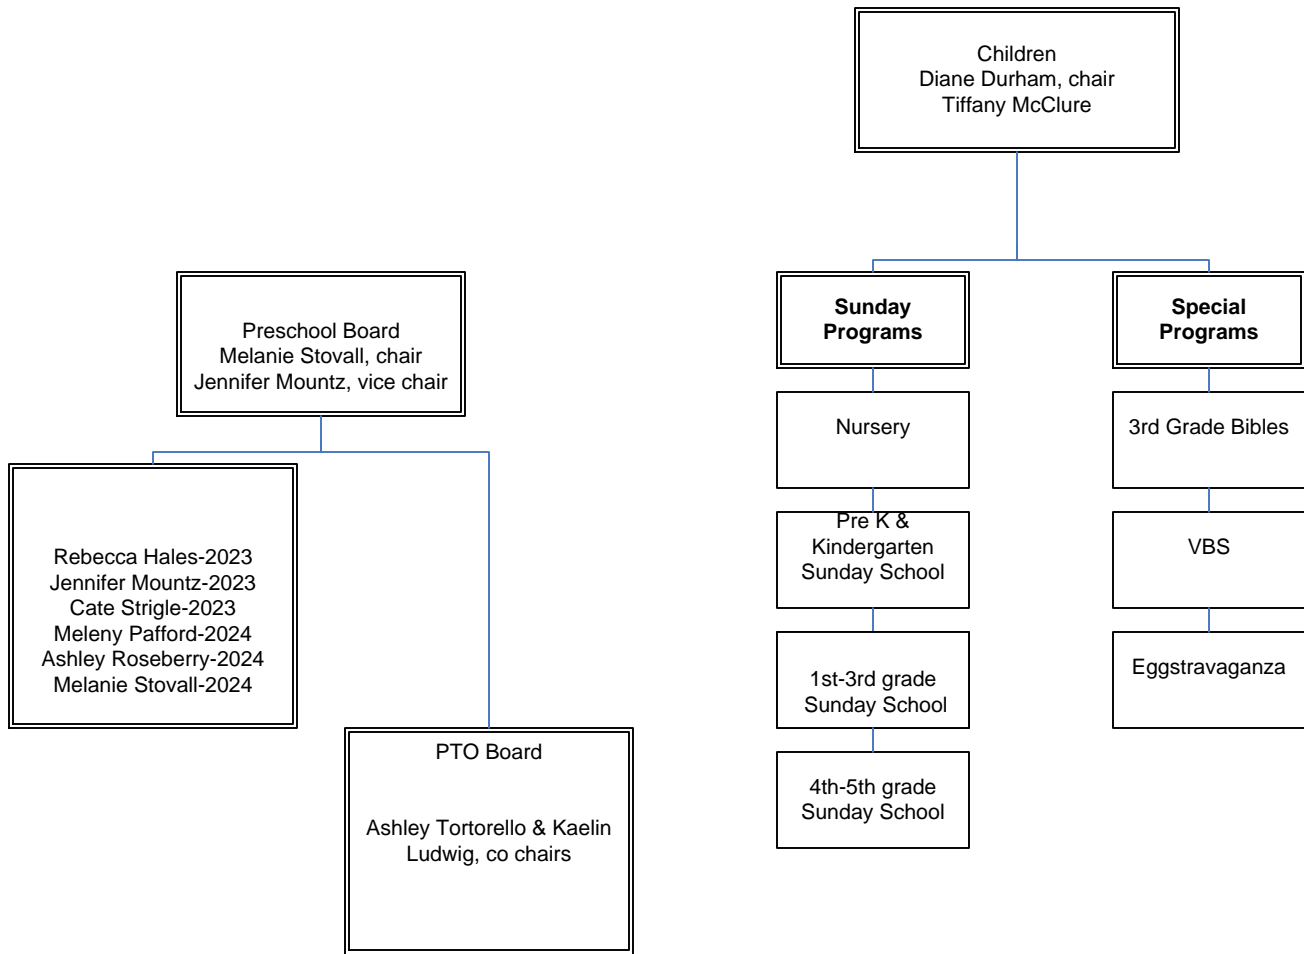 Children
Diane Durham, chair
Tiffany McClure
Preschool Board
Melanie Stovall, chair
Jennifer Mountz, vice chair
Rebecca Hales-2023
Jennifer Mountz-2023
Cate Strigle-2023
Meleny Pafford-2024
Ashley Roseberry-2024
Melanie Stovall-2024
PTO Board
Ashley Tortorello & Kaelin
Ludwig, co chairs
Sunday
Programs
Nursery
Pre K &
Kindergarten
Sunday School
1st-3rd grade
Sunday School
4th-5th grade
Sunday School
Special
Programs
3rd Grade Bibles
VBS
Eggstravaganza